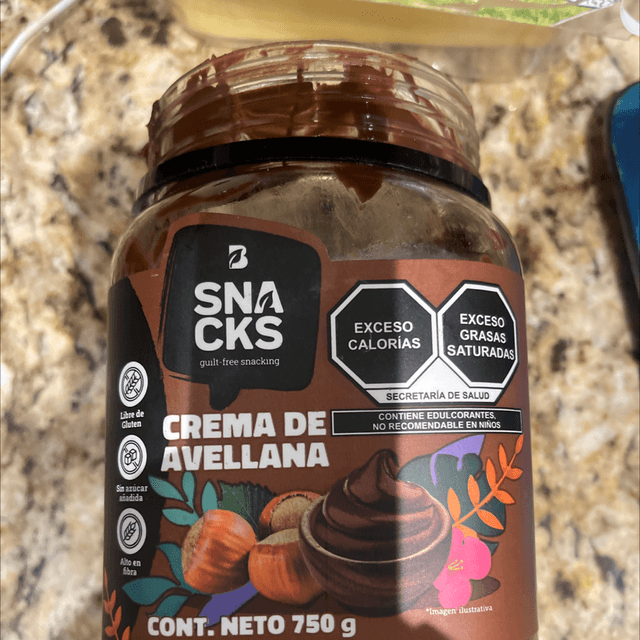 B
SNA
CKS
guilt-free snacking
EXCESO
CALORÍAS
EXCESO
GRASAS
SATURADAS
SECRETARÍA DE SALUD
CONTIENE EDULCORANTES,
NO RECOMENDABLE EN NIÑOS
Libre de
Gluten
CREMA DE
AVELLANA
Sin azúcar
añadida
Alto en
fibra
*Imagen ilustrativa
CONT. NETO 750 g